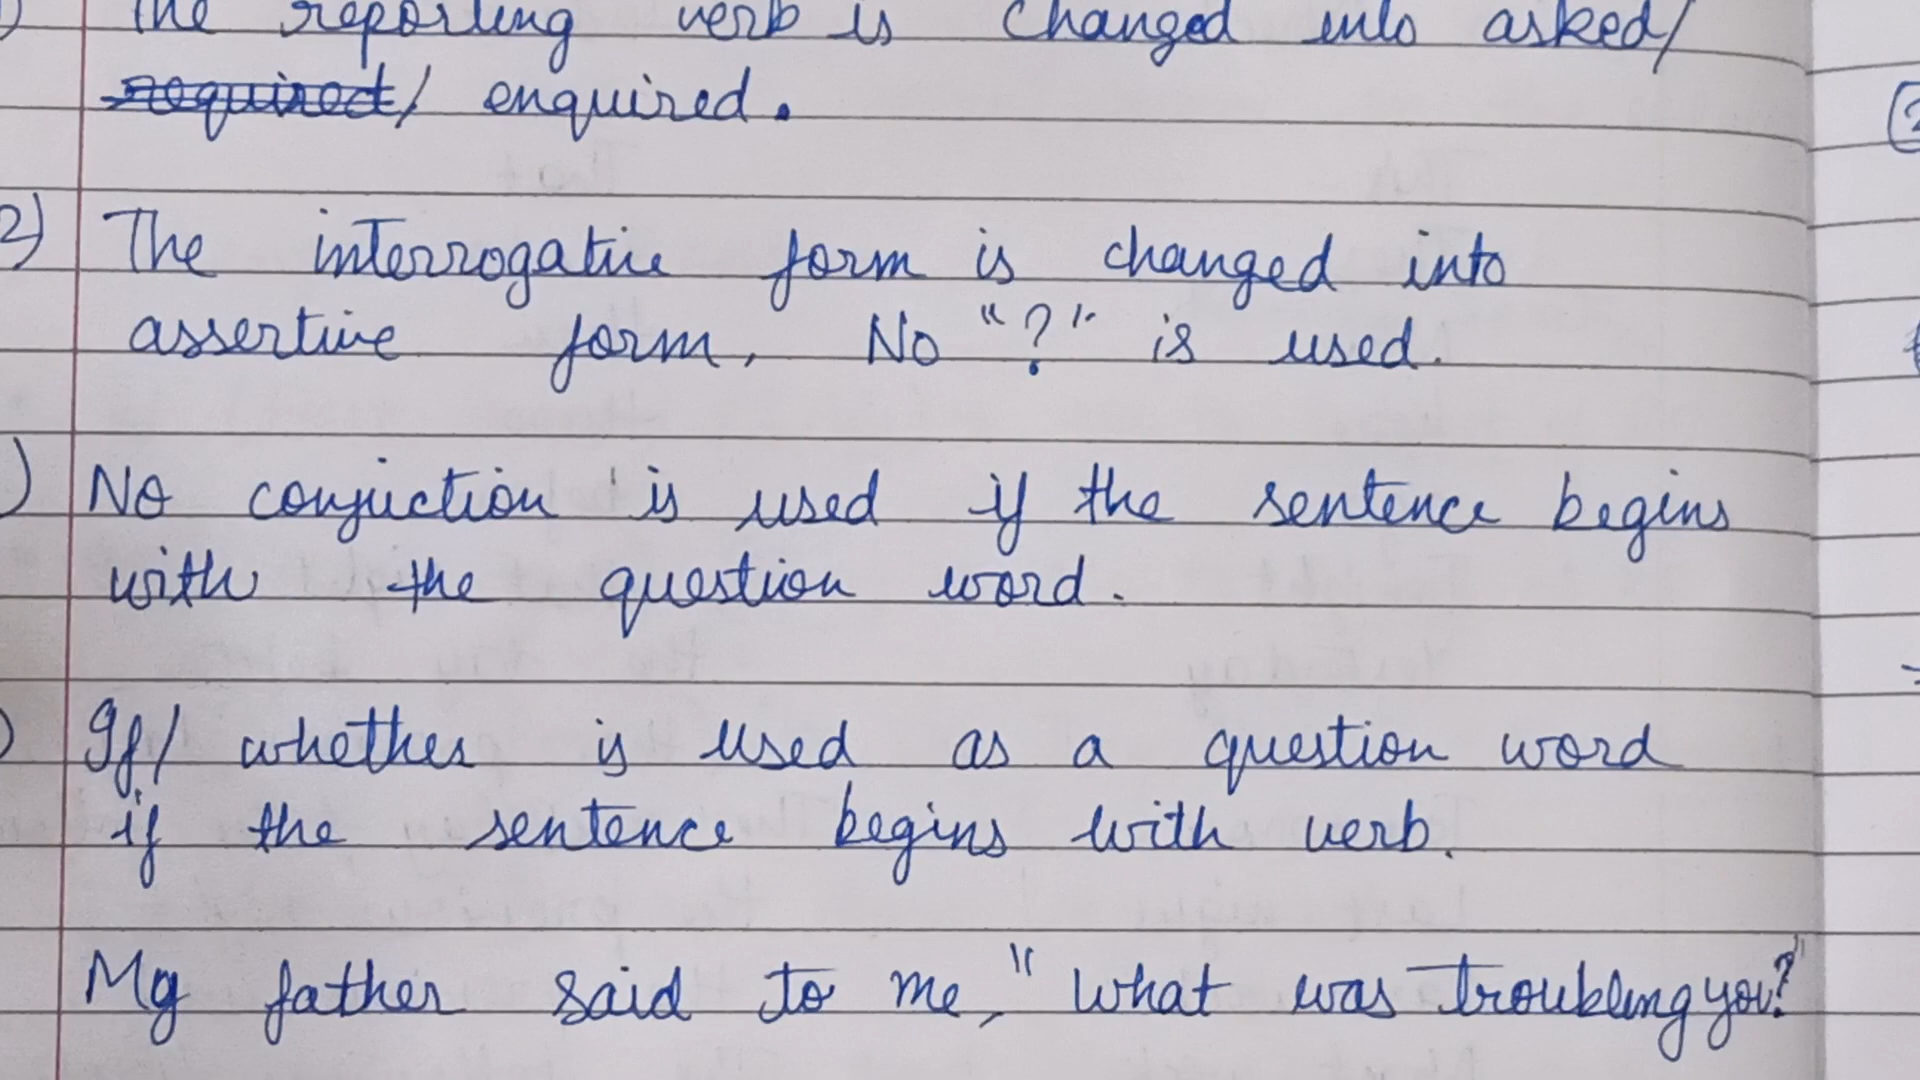 The reporting verb is changed into asked/
required/ enquired.
2) The interrogative form is changed into
assertive form. No "?" is used.
) No conjuction is used if the sentence begins
with the question word.
) If/ whether is used as a question word
if the sentence begins with verb.
My father said to me, "What was troubling you?"